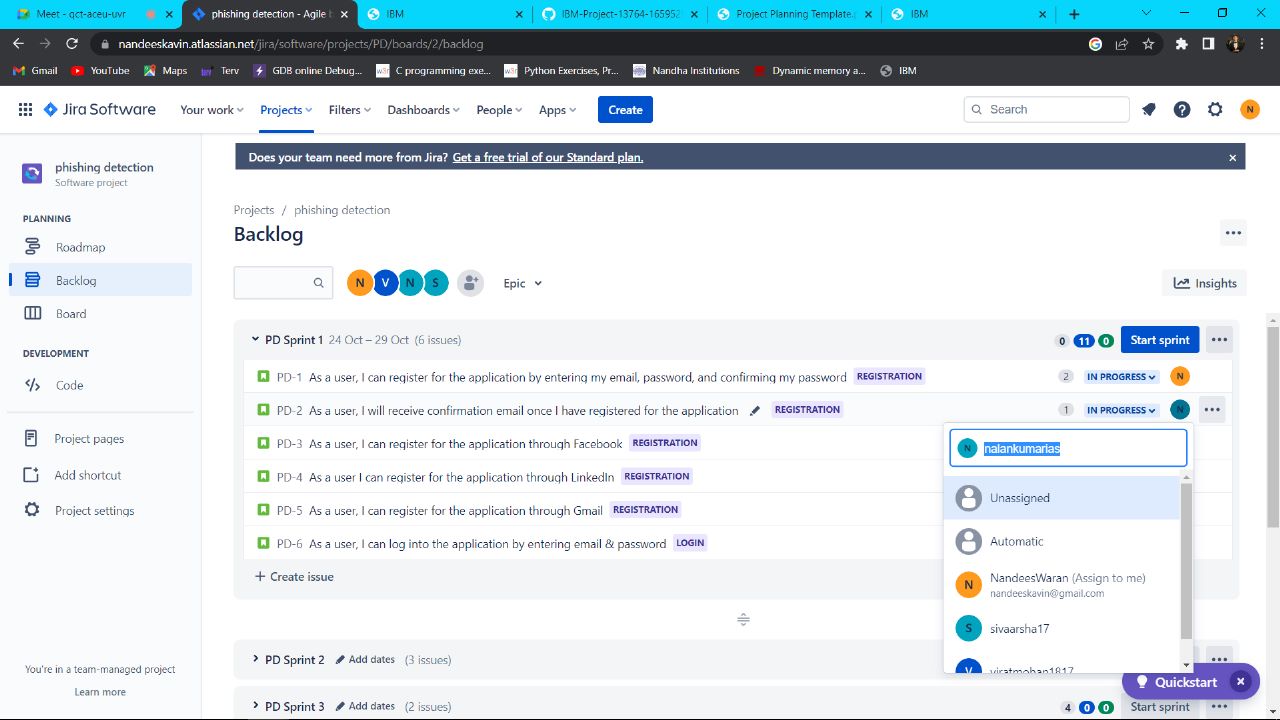 Meet - qct-aceu-uvr
phishing detection - Agile b
IBM
IBM-Project-13764-165952
Project Planning Template.p
IBM
nandeeskavin.atlassian.net/jira/software/projects/PD/boards/2/backlog
Gmail YouTube Maps Terv GDB online Debug... C programming exe... Python Exercises, Pr... Nandha Institutions Dynamic memory a... IBM
Jira Software Your work Projects Filters Dashboards People Apps Create Search N
Does your team need more from Jira? Get a free trial of our Standard plan.
phishing detection
Software project
PLANNING
Roadmap
Backlog
Board
DEVELOPMENT
Code
Project pages
Add shortcut
Project settings
You're in a team-managed project
Learn more
Projects / phishing detection
Backlog
N V N S Epic Insights
PD Sprint 1 24 Oct – 29 Oct (6 issues) 0 11 0 Start sprint
PD-1 As a user, I can register for the application by entering my email, password, and confirming my password REGISTRATION 2 IN PROGRESS N
PD-2 As a user, I will receive confirmation email once I have registered for the application REGISTRATION 1 IN PROGRESS N
PD-3 As a user, I can register for the application through Facebook REGISTRATION
PD-4 As a user I can register for the application through LinkedIn REGISTRATION
PD-5 As a user, I can register for the application through Gmail REGISTRATION
PD-6 As a user, I can log into the application by entering email & password LOGIN
+ Create issue
N nalankumarias
Unassigned
Automatic
N NandeesWaran (Assign to me)
nandeeskavin@gmail.com
S sivaarsha17
V viratmohan1817
PD Sprint 2 Add dates (3 issues)
Quickstart
PD Sprint 3 Add dates (2 issues) 4 0 0 Start sprint